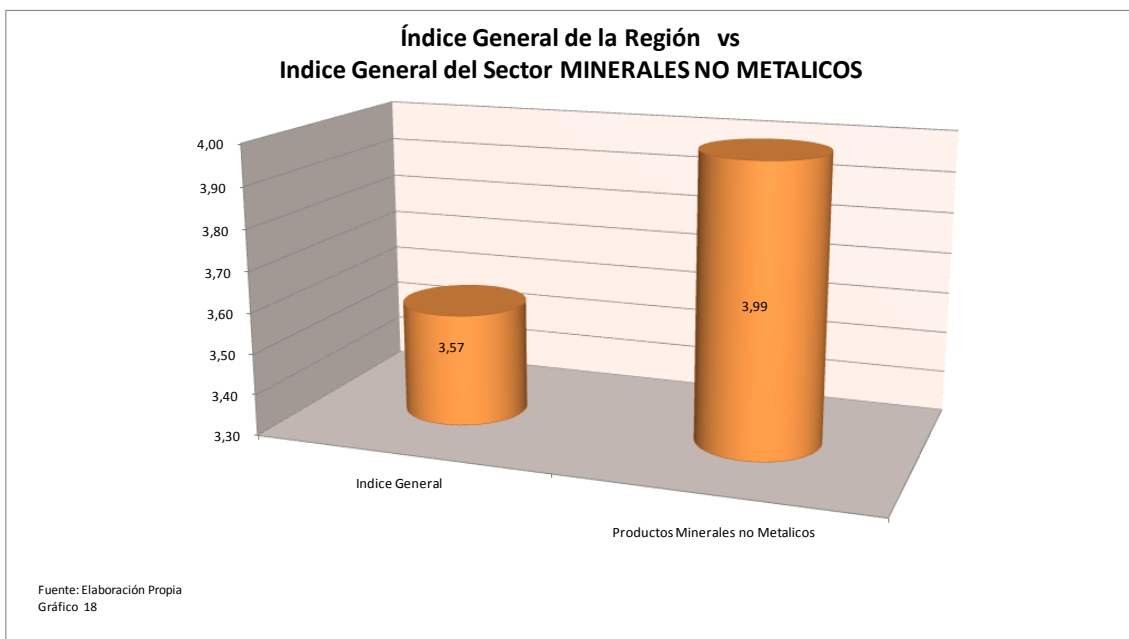 Índice General de la Región vs
Indice General del Sector MINERALES NO METALICOS
4,00
3,90
3,80
3,70
3,60
3,50
3,40
3,30
3,57
3,99
Indice General
Productos Minerales no Metalicos
Fuente: Elaboración Propia
Gráfico 18